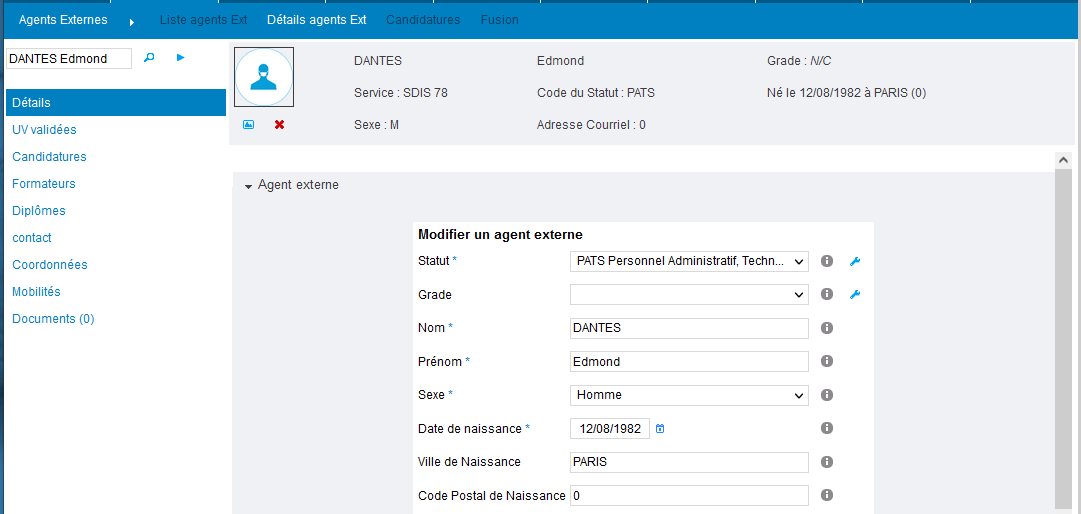 Agents Externes Liste agents Ext Détails agents Ext Candidatures Fusion
DANTES Edmond
Détails
UV validées
Candidatures
Formateurs
Diplômes
contact
Coordonnées
Mobilités
Documents (0)
DANTES Edmond Grade : N/C
Service : SDIS 78 Code du Statut : PATS Né le 12/08/1982 à PARIS (0)
Sexe : M Adresse Courriel : 0
Agent externe
Modifier un agent externe
Statut * PATS Personnel Administratif, Techn...
Grade
Nom * DANTES
Prénom * Edmond
Sexe * Homme
Date de naissance * 12/08/1982
Ville de Naissance PARIS
Code Postal de Naissance 0